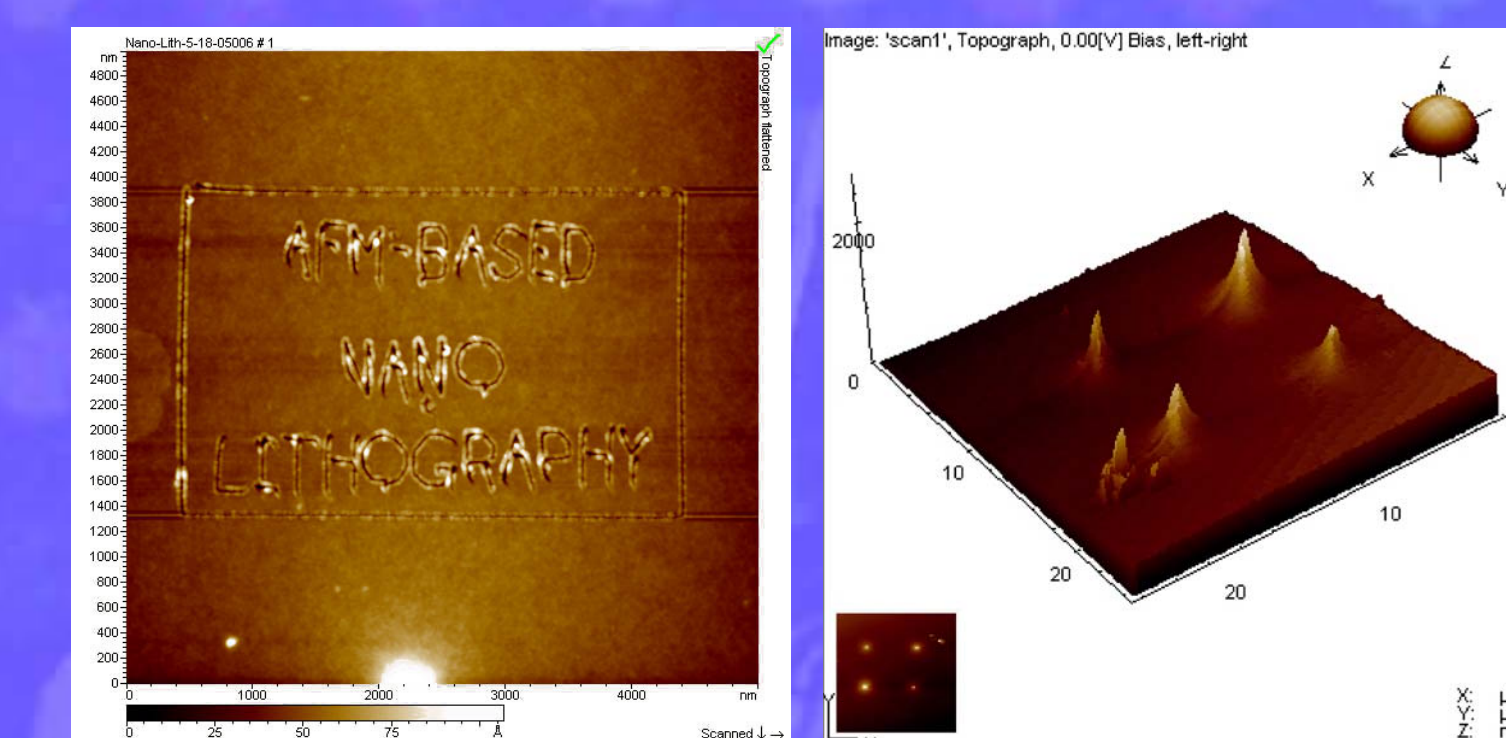 Nano-Lith-5-18-05006 # 1
Topograph flattened
nm
4800
4600
4400
4200
4000
3800
3600
3400
3200
3000
2800
2600
2400
2200
2000
1800
1600
1400
1200
1000
800
600
400
200
0
AFM-BASED
NANO
LITHOGRAPHY
0 1000 2000 3000 4000 nm
0 25 50 75 Å
Scanned ↓ →
Image: 'scan1', Topograph, 0.00[V] Bias, left-right
Z
X
Y
2000
0
10
20
10
20
Y
X:
Y:
Z: